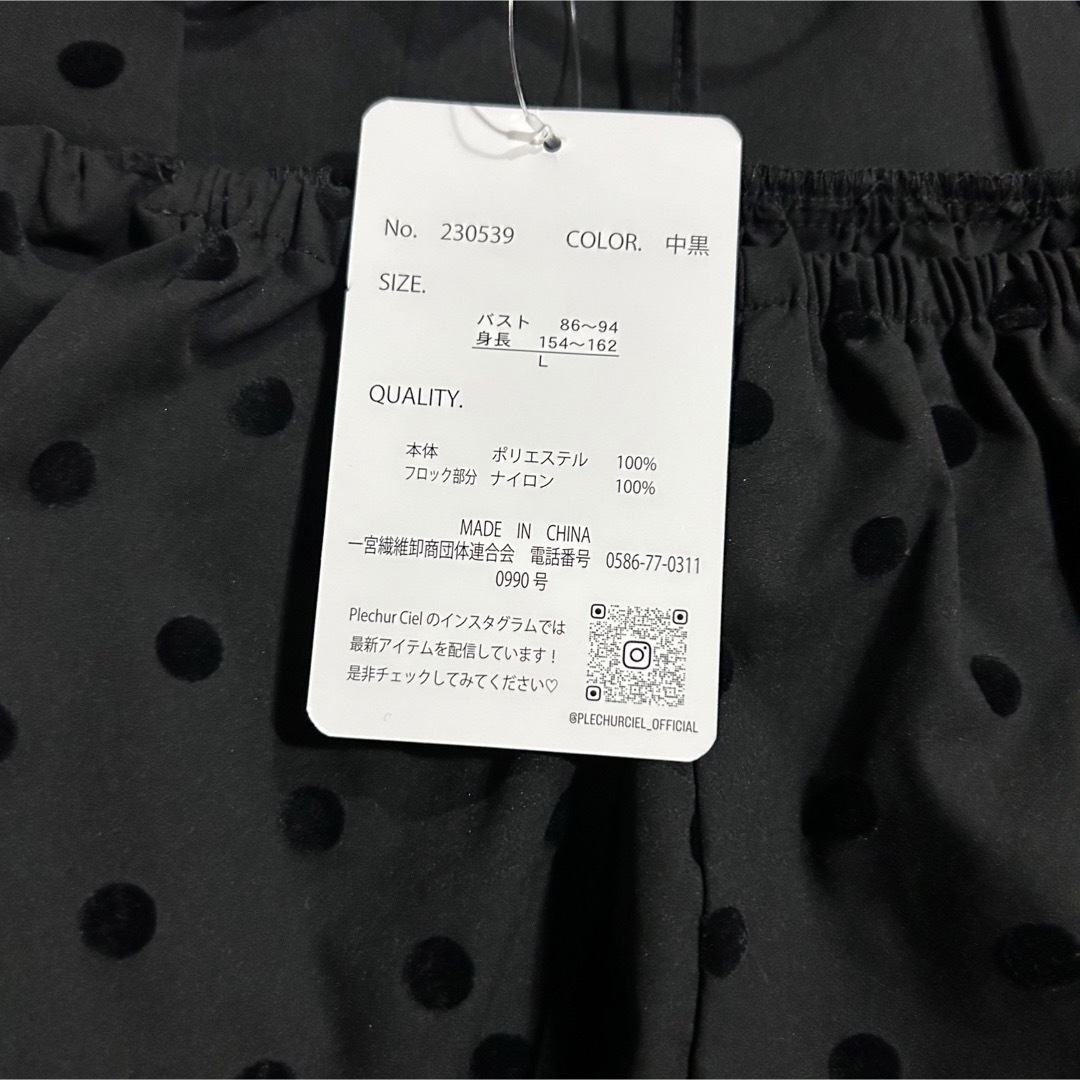 No. 230539 COLOR. 中黒
SIZE.
バスト 86～94
身長 154～162
L
QUALITY.
本体 ポリエステル 100%
フロック部分 ナイロン 100%
MADE IN CHINA
一宮繊維卸商団体連合会 電話番号 0586-77-0311
0990号
Plechur Ciel のインスタグラムでは
最新アイテムを配信しています！
是非チェックしてみてください♡
@PLECHURCIEL_OFFICIAL